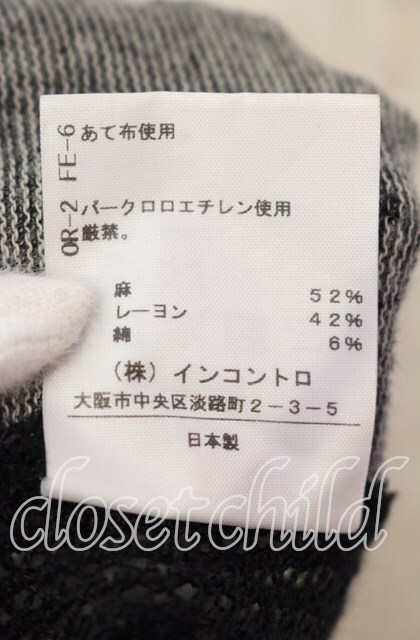 FE-6
あて布使用
OR-2
パークロロエチレン使用
厳禁。
麻 52%
レーヨン 42%
綿 6%
(株)インコントロ
大阪市中央区淡路町2-3-5
日本製
closet child